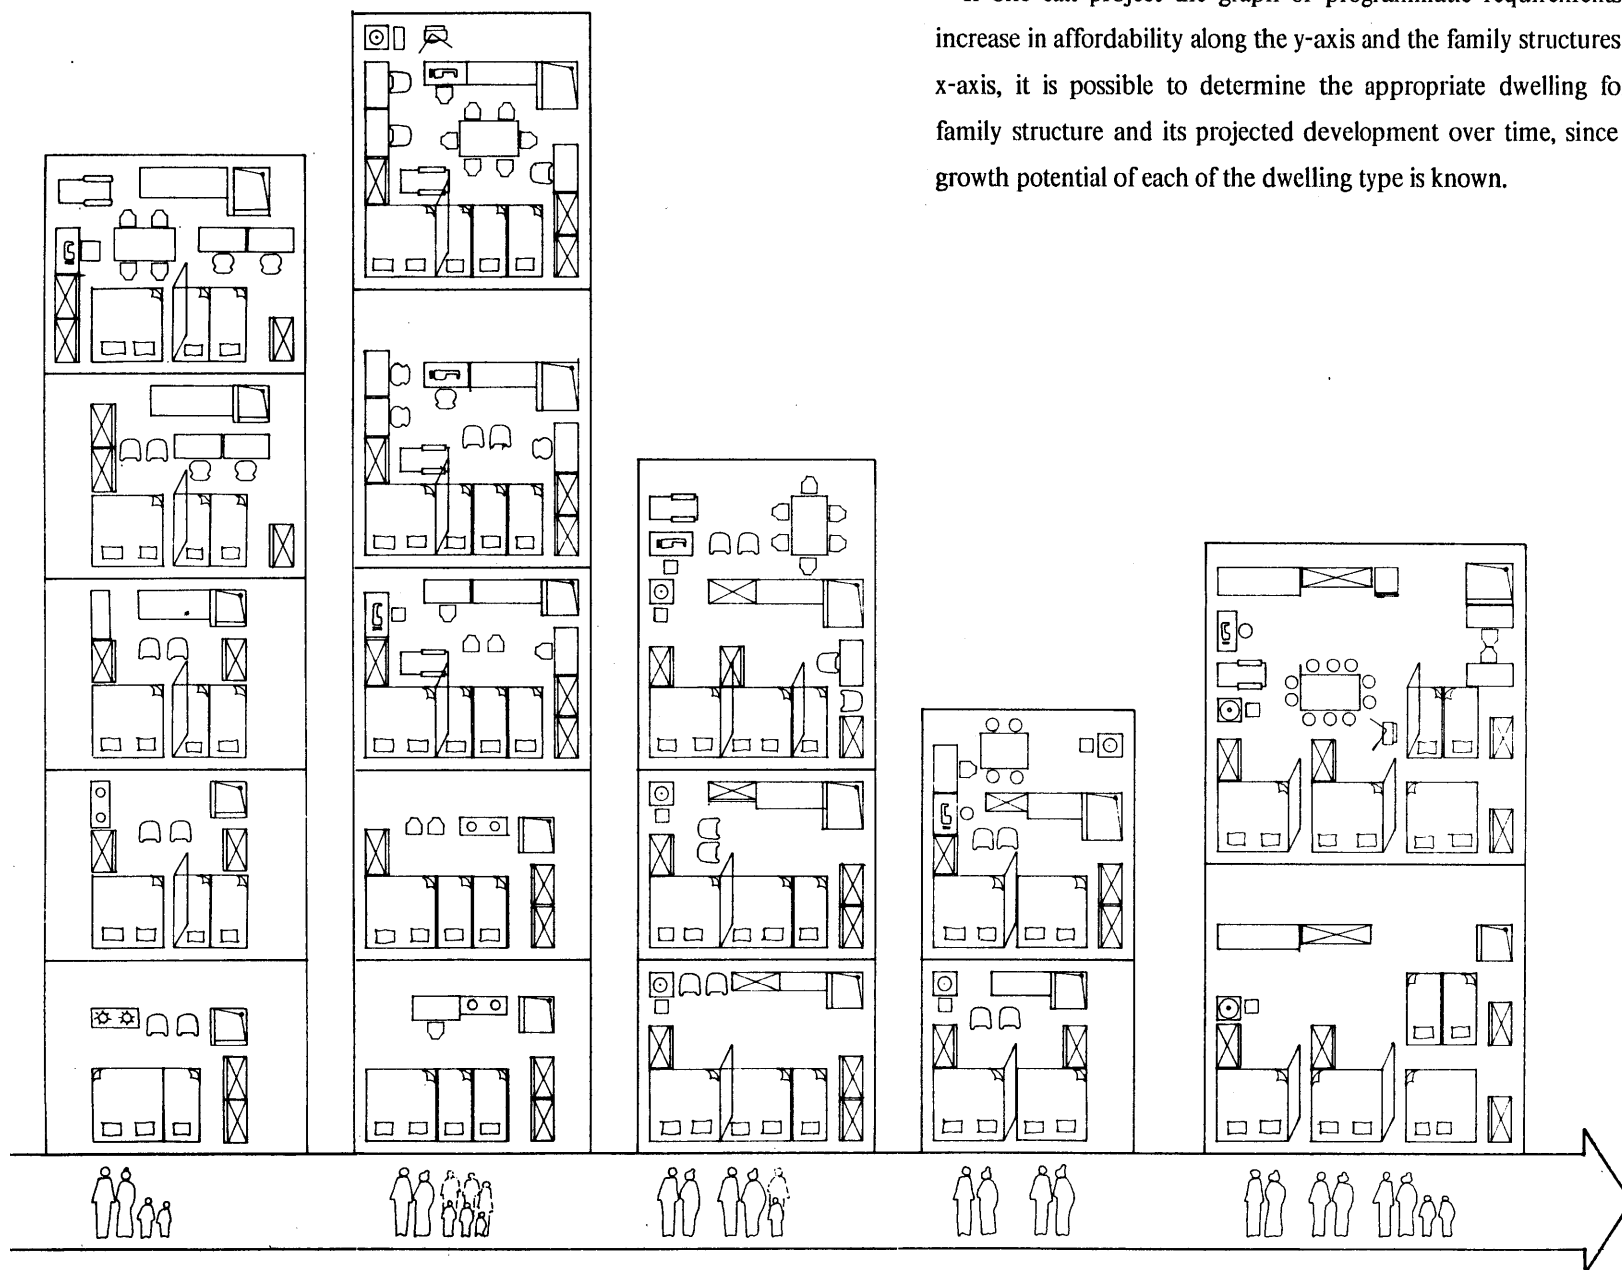 increase in affordability along the y-axis and the family structures
x-axis, it is possible to determine the appropriate dwelling fo
family structure and its projected development over time, since
growth potential of each of the dwelling type is known.